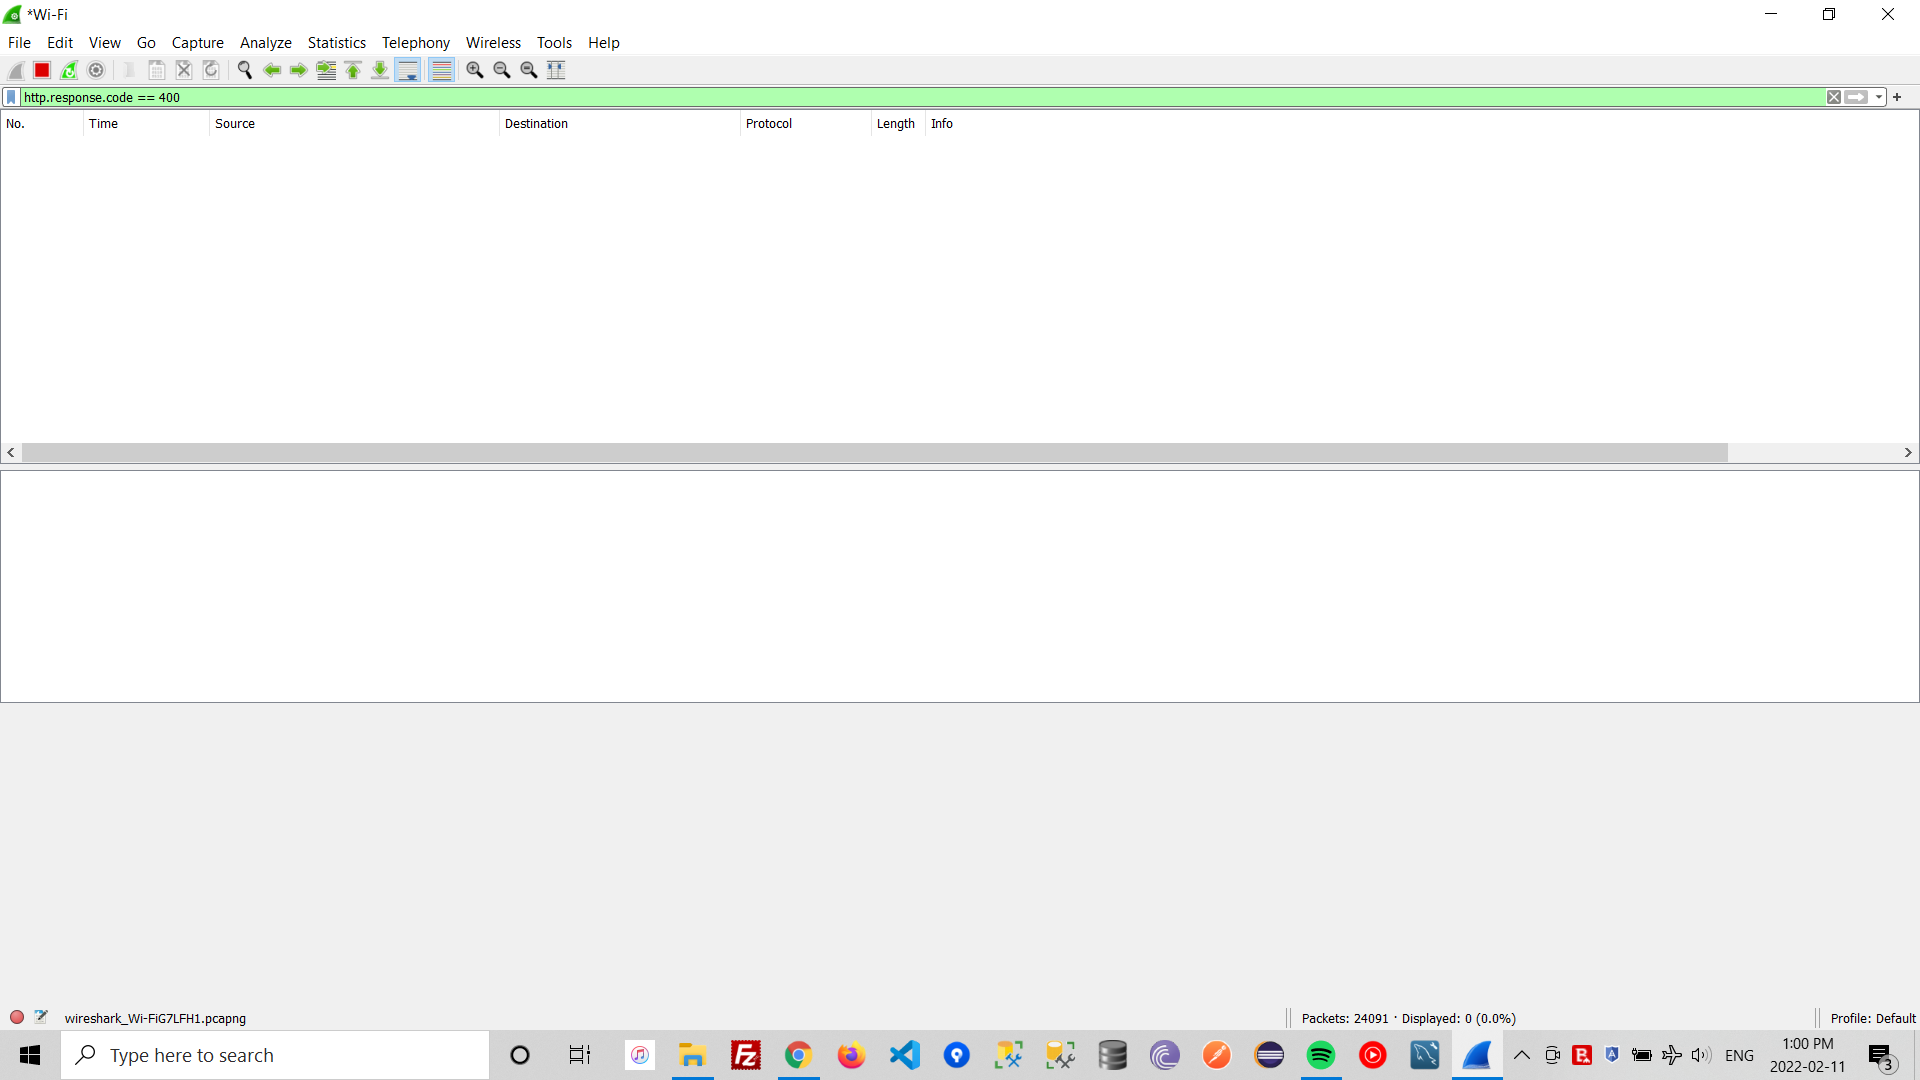 *Wi-Fi
File Edit View Go Capture Analyze Statistics Telephony Wireless Tools Help
http.response.code == 400
No. Time Source Destination Protocol Length Info
wireshark_Wi-FiG7LFH1.pcapng Packets: 24091 · Displayed: 0 (0.0%) Profile: Default
Type here to search ENG 1:00 PM
2022-02-11 3